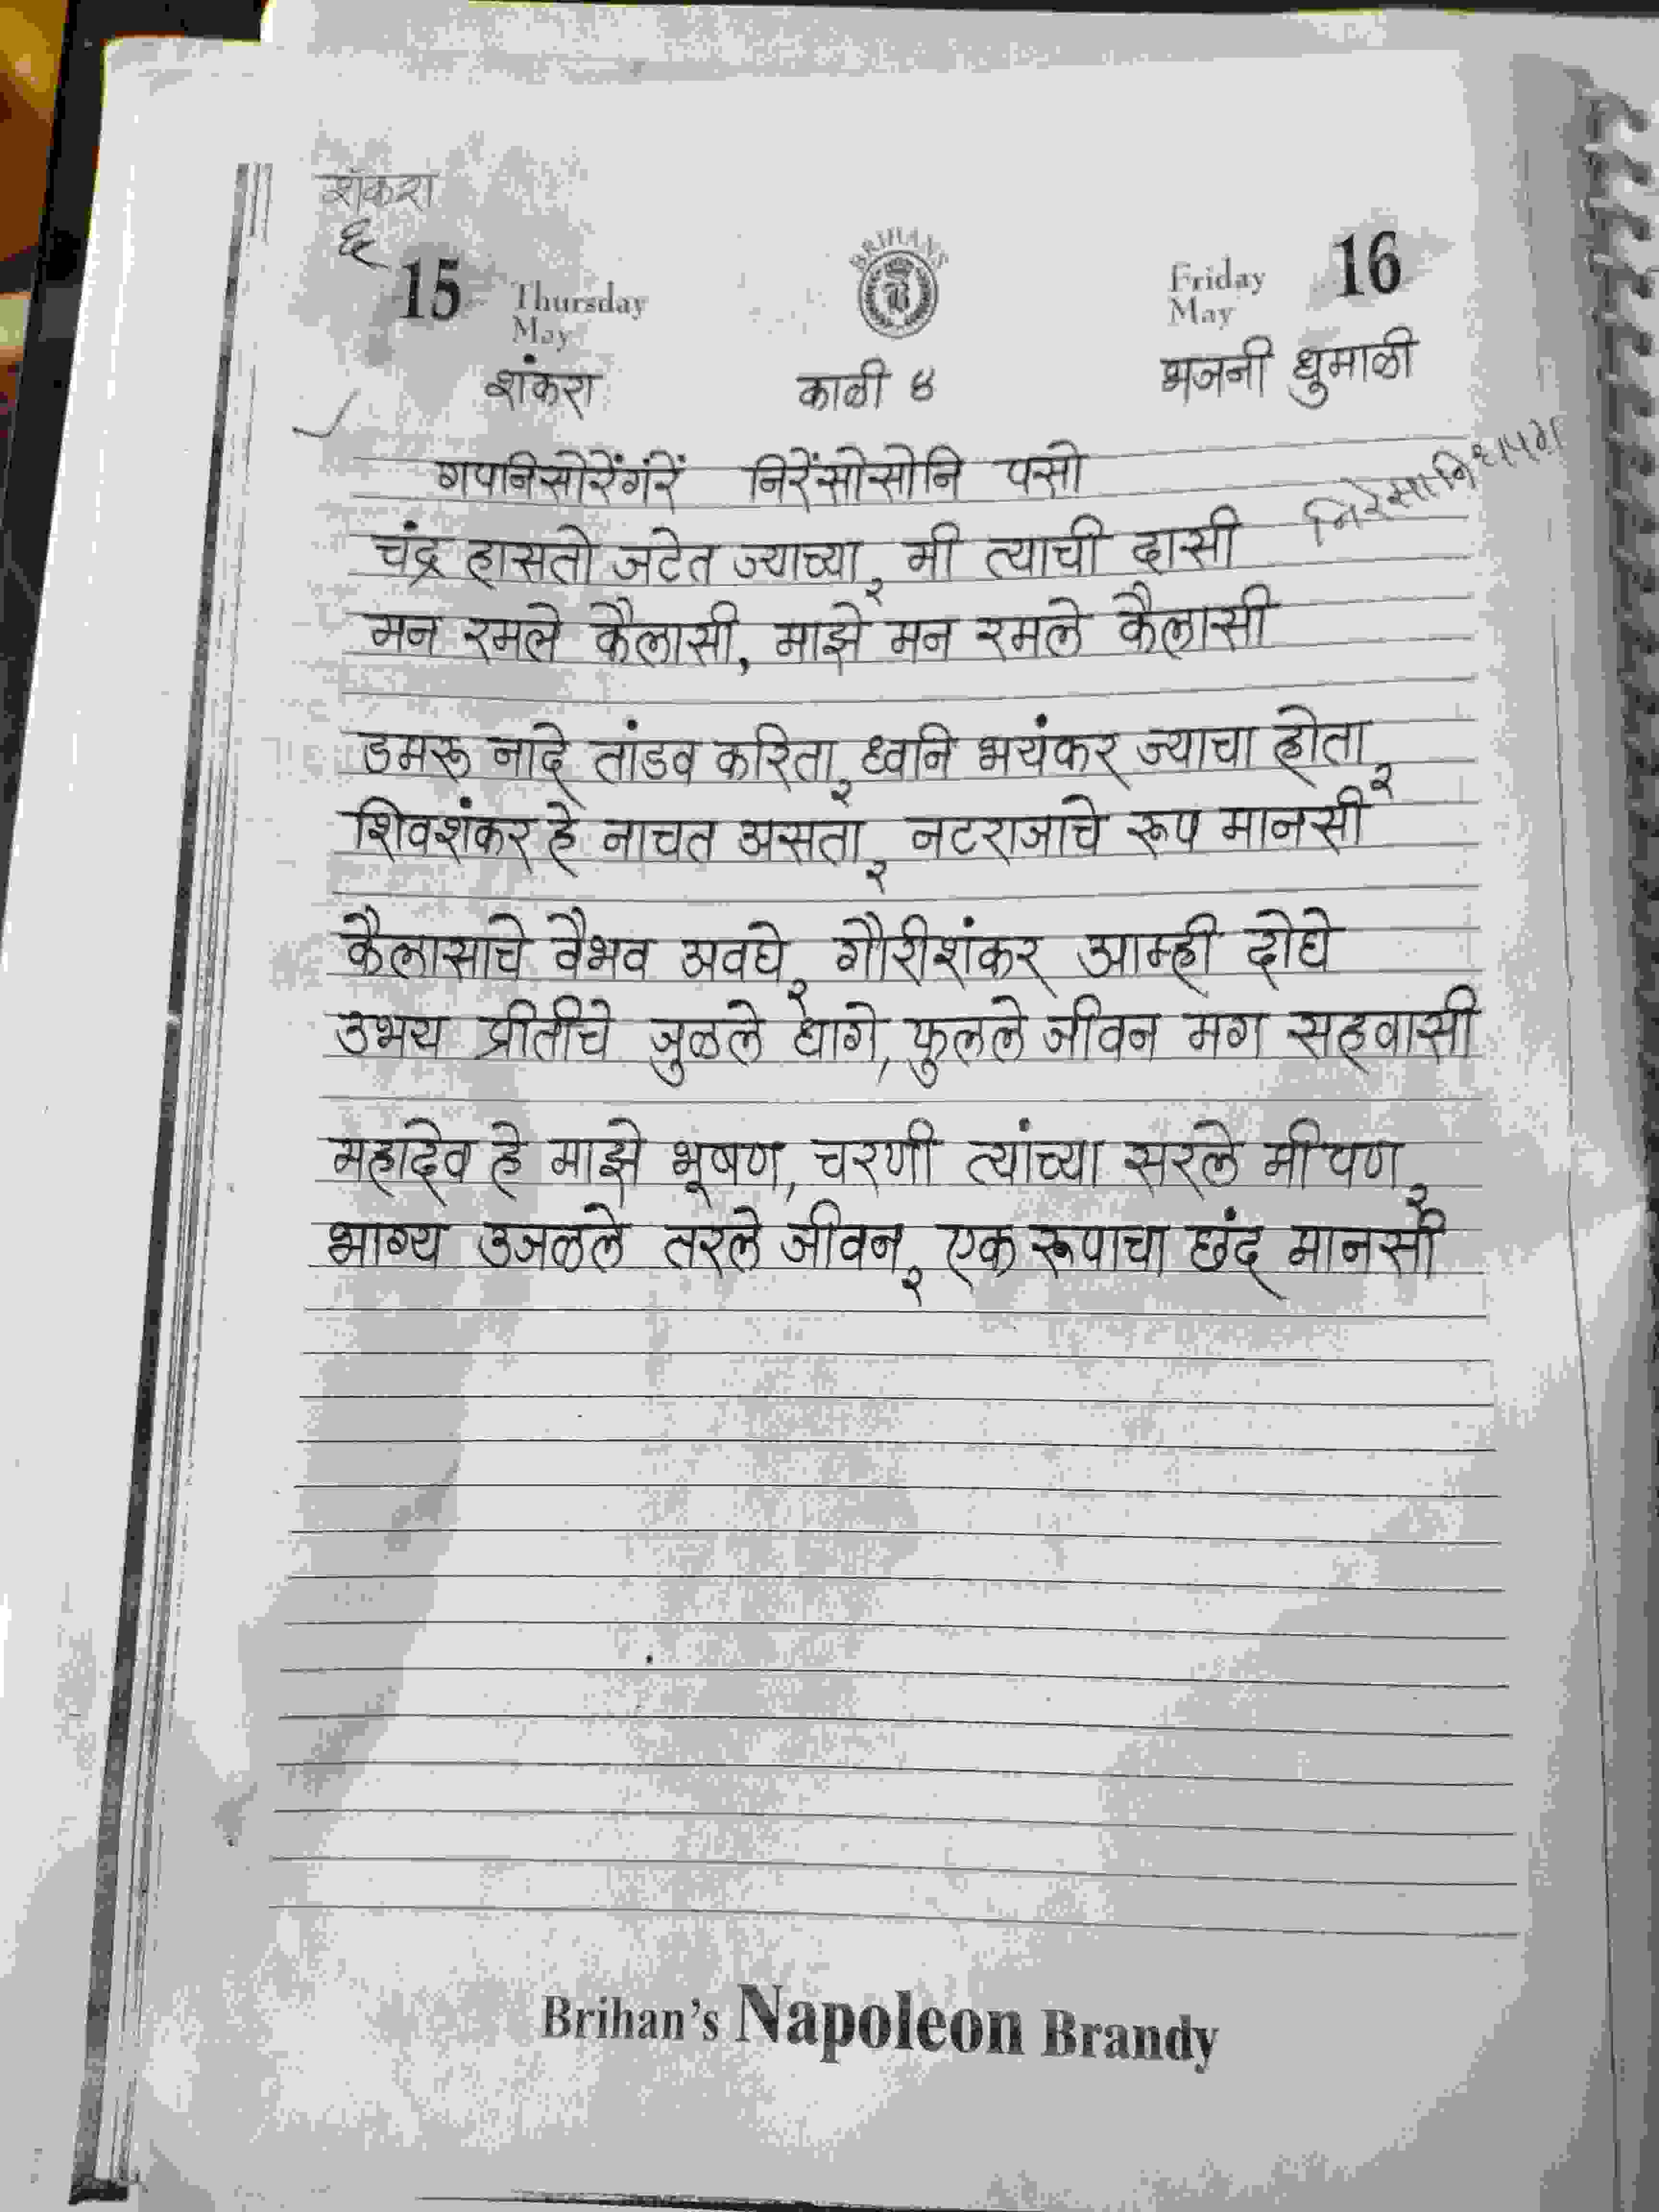 शंकरा
६
BRIHANS
15 Thursday May
Friday May 16
शंकरा काळी ४ भजनी धुमाळी
गपनिसोरेंगंरें निरेंसोसोनि पसो
निरेसानिधपग
चंद्र हासतो जटेत ज्याच्या,२ मी त्याची दासी
मन रमले कैलासी, माझे मन रमले कैलासी
डमरू नादे तांडव करिता,२ ध्वनि भयंकर ज्याचा होता,२
शिवशंकर हे नाचत असता,२ नटराजाचे रूप मानसी
कैलासाचे वैभव अवघे,२ गौरीशंकर आम्ही दोघे
उभय प्रीतीचे जुळले धागे, फुलले जीवन मग सहवासी
महादेव हे माझे भूषण, चरणी त्यांच्या सरले मीपण,२
भाग्य उजळले तरले जीवन,२ एक रूपाचा छंद मानसी
Brihan's Napoleon Brandy